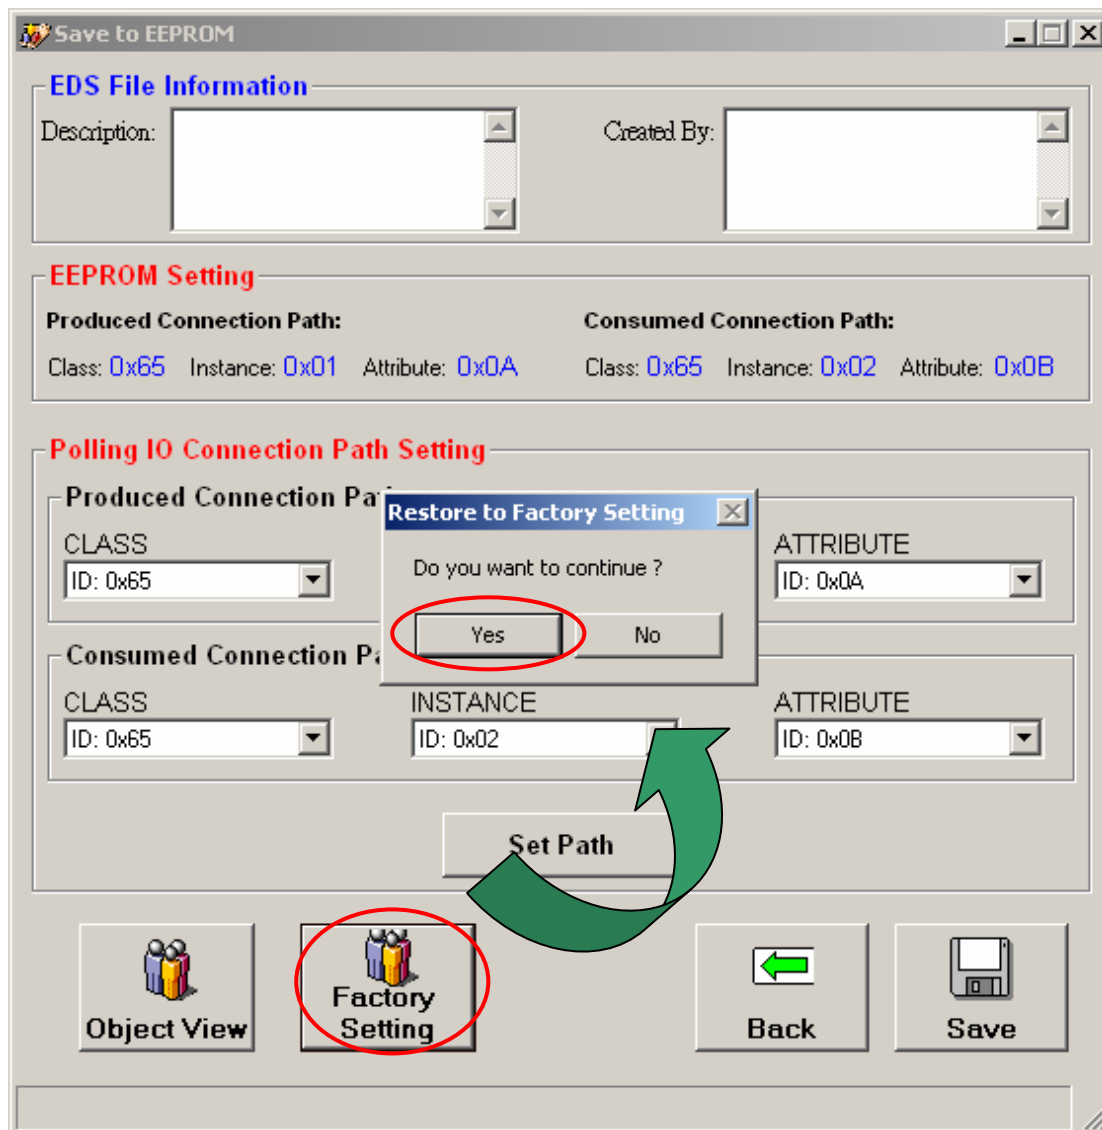 Save to EEPROM
EDS File Information
Description: Created By:
EEPROM Setting
Produced Connection Path: Consumed Connection Path:
Class: 0x65 Instance: 0x01 Attribute: 0x0A Class: 0x65 Instance: 0x02 Attribute: 0x0B
Polling IO Connection Path Setting
Produced Connection
CLASS ATTRIBUTE
ID: 0x65 ID: 0x0A
Restore to Factory Setting
Do you want to continue ?
Yes No
Consumed Connection
CLASS INSTANCE ATTRIBUTE
ID: 0x65 ID: 0x02 ID: 0x0B
Set Path
Object View
Factory
Setting
Back
Save